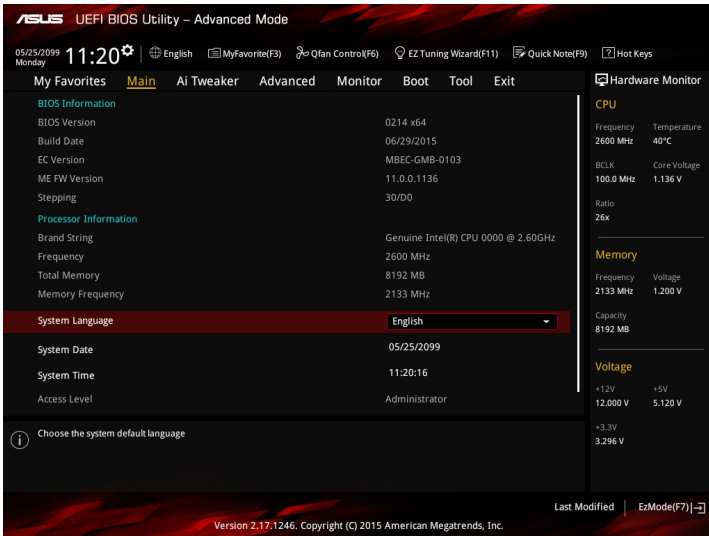 ASUS UEFI BIOS Utility – Advanced Mode
05/25/2099
Monday
11:20
English
MyFavorite(F3)
Qfan Control(F6)
EZ Tuning Wizard(F11)
Quick Note(F9)
? Hot Keys
My Favorites
Main
Ai Tweaker
Advanced
Monitor
Boot
Tool
Exit
BIOS Information
BIOS Version 0214 x64
Build Date 06/29/2015
EC Version MBEC-GMB-0103
ME FW Version 11.0.0.1136
Stepping 30/D0
Processor Information
Brand String Genuine Intel(R) CPU 0000 @ 2.60GHz
Frequency 2600 MHz
Total Memory 8192 MB
Memory Frequency 2133 MHz
System Language English
System Date 05/25/2099
System Time 11:20:16
Access Level Administrator
i Choose the system default language
Hardware Monitor
CPU
Frequency Temperature
2600 MHz 40°C
BCLK Core Voltage
100.0 MHz 1.136 V
Ratio
26x
Memory
Frequency Voltage
2133 MHz 1.200 V
Capacity
8192 MB
Voltage
+12V +5V
12.000 V 5.120 V
+3.3V
3.296 V
Last Modified
EzMode(F7)
Version 2.17.1246. Copyright (C) 2015 American Megatrends, Inc.